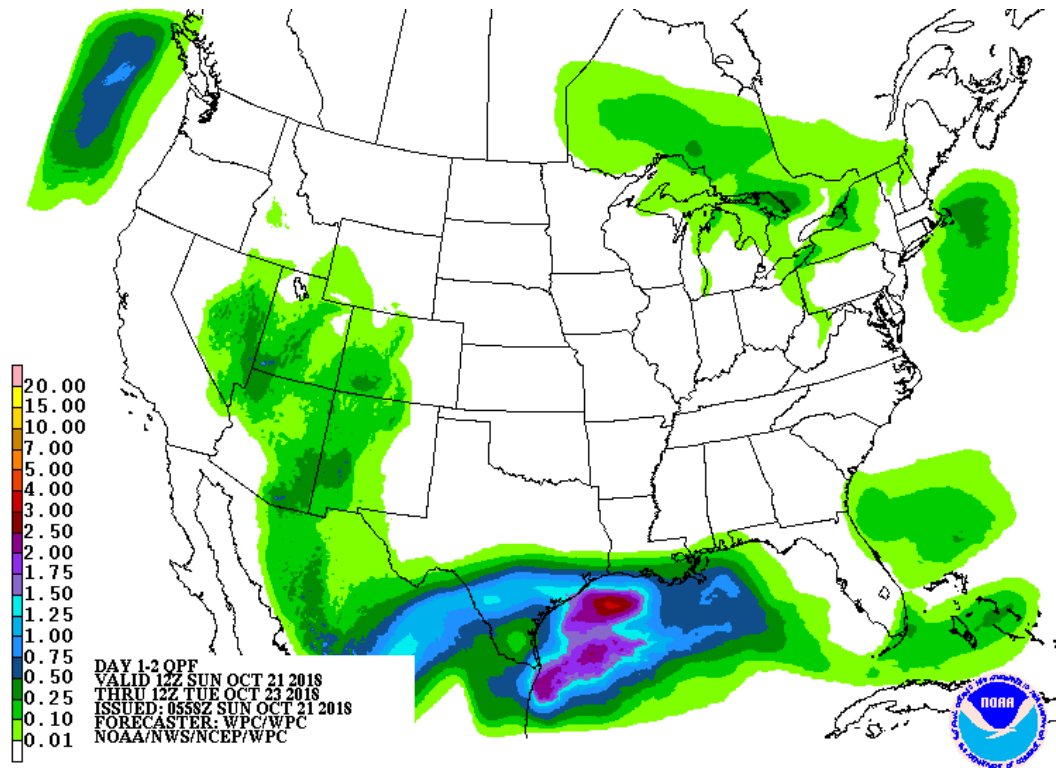 20.00
15.00
10.00
7.00
5.00
4.00
3.00
2.50
2.00
1.75
1.50
1.25
1.00
0.75
0.50
0.25
0.10
0.01
DAY 1-2 QPF
VALID 12Z SUN OCT 21 2018
THRU 12Z TUE OCT 23 2018
ISSUED: 0558Z SUN OCT 21 2018
FORECASTER: WPC/WPC
NOAA/NWS/NCEP/WPC
NOAA